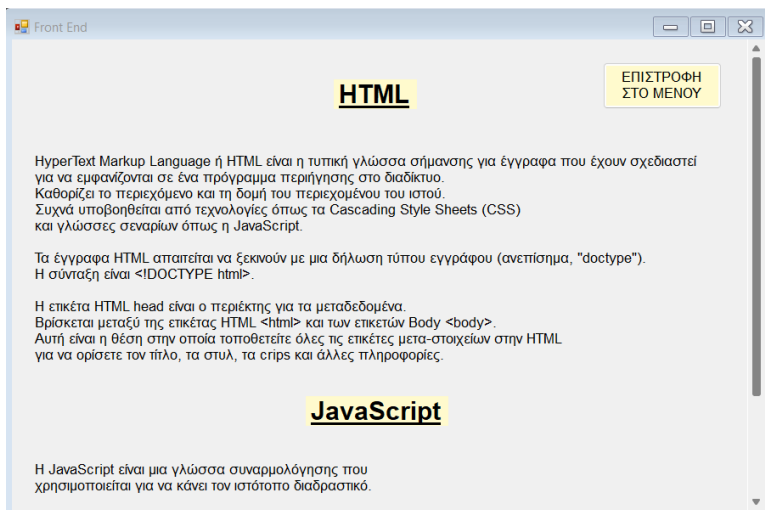 Front End
HTML
ΕΠΙΣΤΡΟΦΗ
ΣΤΟ ΜΕΝΟΥ
HyperText Markup Language ή HTML είναι η τυπική γλώσσα σήμανσης για έγγραφα που έχουν σχεδιαστεί
για να εμφανίζονται σε ένα πρόγραμμα περιήγησης στο διαδίκτυο.
Καθορίζει το περιεχόμενο και τη δομή του περιεχομένου του ιστού.
Συχνά υποβοηθείται από τεχνολογίες όπως τα Cascading Style Sheets (CSS)
και γλώσσες σεναρίων όπως η JavaScript.
Τα έγγραφα HTML απαιτείται να ξεκινούν με μια δήλωση τύπου εγγράφου (ανεπίσημα, "doctype").
Η σύνταξη είναι <!DOCTYPE html>.
Η ετικέτα HTML head είναι ο περιέκτης για τα μεταδεδομένα.
Βρίσκεται μεταξύ της ετικέτας HTML <html> και των ετικετών Body <body>.
Αυτή είναι η θέση στην οποία τοποθετείτε όλες τις ετικέτες μετα-στοιχείων στην HTML
για να ορίσετε τον τίτλο, τα στυλ, τα crips και άλλες πληροφορίες.
JavaScript
Η JavaScript είναι μια γλώσσα συναρμολόγησης που
χρησιμοποιείται για να κάνει τον ιστότοπο διαδραστικό.